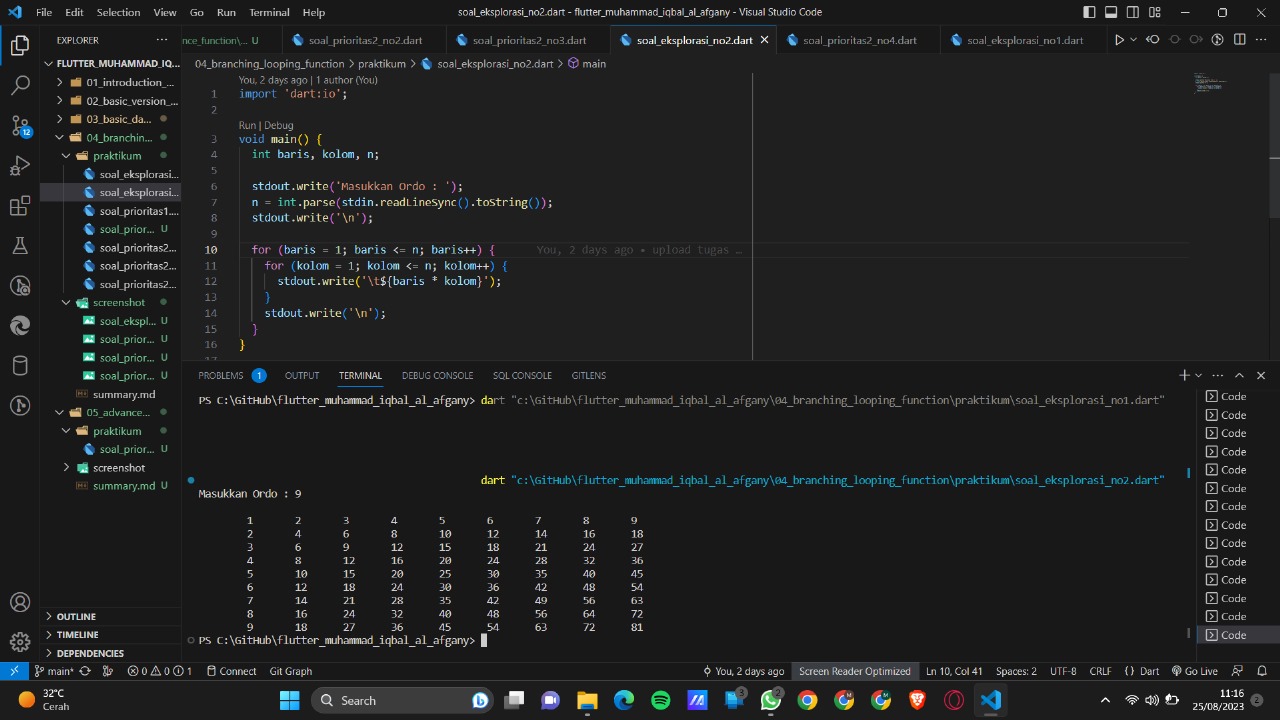 File Edit Selection View Go Run Terminal Help
soal_eksplorasi_no2.dart - flutter_muhammad_iqbal_al_afgany - Visual Studio Code
EXPLORER
nce_function\... U
soal_prioritas2_no2.dart
soal_prioritas2_no3.dart
soal_eksplorasi_no2.dart
soal_prioritas2_no4.dart
soal_eksplorasi_no1.dart
FLUTTER_MUHAMMAD_IQ...
01_introduction_...
02_basic_version_...
03_basic_da...
04_branchin...
praktikum
soal_eksplorasi...
soal_eksplorasi...
soal_prioritas1....
soal_prior... U
soal_prioritas2...
soal_prioritas2...
soal_prioritas2...
screenshot
soal_ekspl... U
soal_prior... U
soal_prior... U
soal_prior... U
summary.md
05_advance...
praktikum
soal_prior... U
screenshot
summary.md U
OUTLINE
TIMELINE
DEPENDENCIES
12
04_branching_looping_function > praktikum > soal_eksplorasi_no2.dart > main
You, 2 days ago | 1 author (You)
1 import 'dart:io';
2
Run | Debug
3 void main() {
4 int baris, kolom, n;
5
6 stdout.write('Masukkan Ordo : ');
7 n = int.parse(stdin.readLineSync().toString());
8 stdout.write('\n');
9
10 for (baris = 1; baris <= n; baris++) { You, 2 days ago • upload tugas …
11 for (kolom = 1; kolom <= n; kolom++) {
12 stdout.write('\t${baris * kolom}');
13 }
14 stdout.write('\n');
15 }
16 }
17
PROBLEMS 1 OUTPUT TERMINAL DEBUG CONSOLE SQL CONSOLE GITLENS
PS C:\GitHub\flutter_muhammad_iqbal_al_afgany> dart "c:\GitHub\flutter_muhammad_iqbal_al_afgany\04_branching_looping_function\praktikum\soal_eksplorasi_no1.dart"
dart "c:\GitHub\flutter_muhammad_iqbal_al_afgany\04_branching_looping_function\praktikum\soal_eksplorasi_no2.dart"
Masukkan Ordo : 9
1 2 3 4 5 6 7 8 9
2 4 6 8 10 12 14 16 18
3 6 9 12 15 18 21 24 27
4 8 12 16 20 24 28 32 36
5 10 15 20 25 30 35 40 45
6 12 18 24 30 36 42 48 54
7 14 21 28 35 42 49 56 63
8 16 24 32 40 48 56 64 72
9 18 27 36 45 54 63 72 81
PS C:\GitHub\flutter_muhammad_iqbal_al_afgany>
Code
Code
Code
Code
Code
Code
Code
Code
Code
Code
Code
Code
Code
Code
main* 0 0 1 Connect Git Graph
You, 2 days ago Screen Reader Optimized Ln 10, Col 41 Spaces: 2 UTF-8 CRLF { } Dart Go Live
32°C
Cerah
Search
3
2
11:16
25/08/2023
2